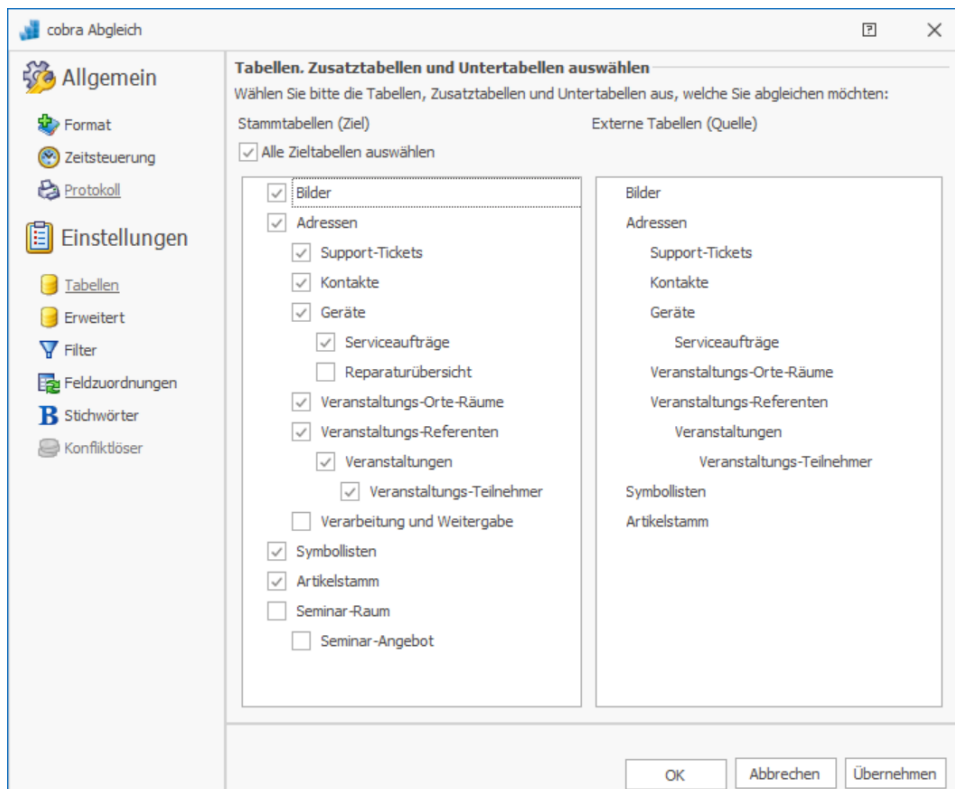 cobra Abgleich
Allgemein
Format
Zeitsteuerung
Protokoll
Einstellungen
Tabellen
Erweitert
Filter
Feldzuordnungen
B Stichwörter
Konfliktlöser
Tabellen. Zusatztabellen und Untertabellen auswählen
Wählen Sie bitte die Tabellen, Zusatztabellen und Untertabellen aus, welche Sie abgleichen möchten:
Stammtabellen (Ziel)
Alle Zieltabellen auswählen
Bilder
Adressen
Support-Tickets
Kontakte
Geräte
Serviceaufträge
Reparaturübersicht
Veranstaltungs-Orte-Räume
Veranstaltungs-Referenten
Veranstaltungen
Veranstaltungs-Teilnehmer
Verarbeitung und Weitergabe
Symbollisten
Artikelstamm
Seminar-Raum
Seminar-Angebot
Externe Tabellen (Quelle)
Bilder
Adressen
Support-Tickets
Kontakte
Geräte
Serviceaufträge
Veranstaltungs-Orte-Räume
Veranstaltungs-Referenten
Veranstaltungen
Veranstaltungs-Teilnehmer
Symbollisten
Artikelstamm
OK
Abbrechen
Übernehmen